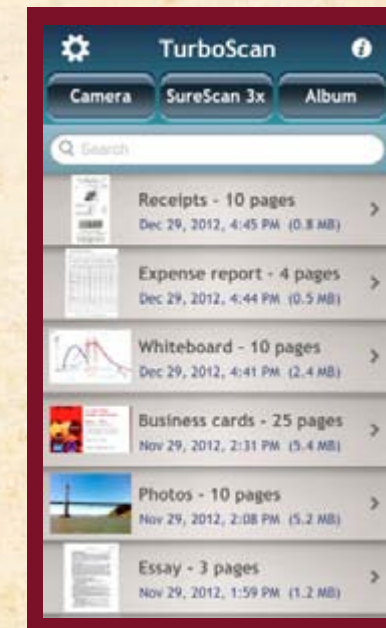 TurboScan
Camera SureScan 3x Album
Search
Receipts - 10 pages
Dec 29, 2012, 4:45 PM (0.8 MB)
Expense report - 4 pages
Dec 29, 2012, 4:44 PM (0.5 MB)
Whiteboard - 10 pages
Dec 29, 2012, 4:41 PM (2.4 MB)
Business cards - 25 pages
Nov 29, 2012, 2:31 PM (5.4 MB)
Photos - 10 pages
Nov 29, 2012, 2:08 PM (5.2 MB)
Essay - 3 pages
Nov 29, 2012, 1:59 PM (1.2 MB)